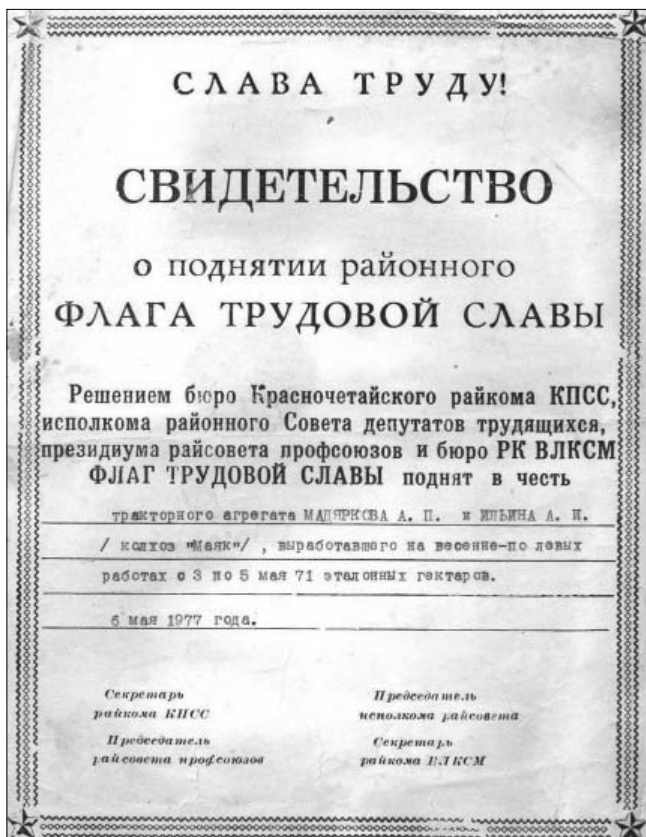 СЛАВА ТРУДУ!
СВИДЕТЕЛЬСТВО
о поднятии районного
ФЛАГА ТРУДОВОЙ СЛАВЫ
Решением бюро Красночетайского райкома КПСС,
исполкома районного Совета депутатов трудящихся,
президиума райсовета профсоюзов и бюро РК ВЛКСМ
ФЛАГ ТРУДОВОЙ СЛАВЫ поднят в честь
тракторного агрегата МАДЯРКОВА А. П. и ИЛЬИНА А. И.
/ колхоз "Маяк"/ , выработавшего на весенне-по левых
работах с 3 по 5 мая 71 эталонных гектаров.
6 мая 1977 года.
Секретарь
райкома КПСС
Председатель
исполкома райсовета
Председатель
райсовета профсоюзов
Секретарь
райкома ВЛКСМ